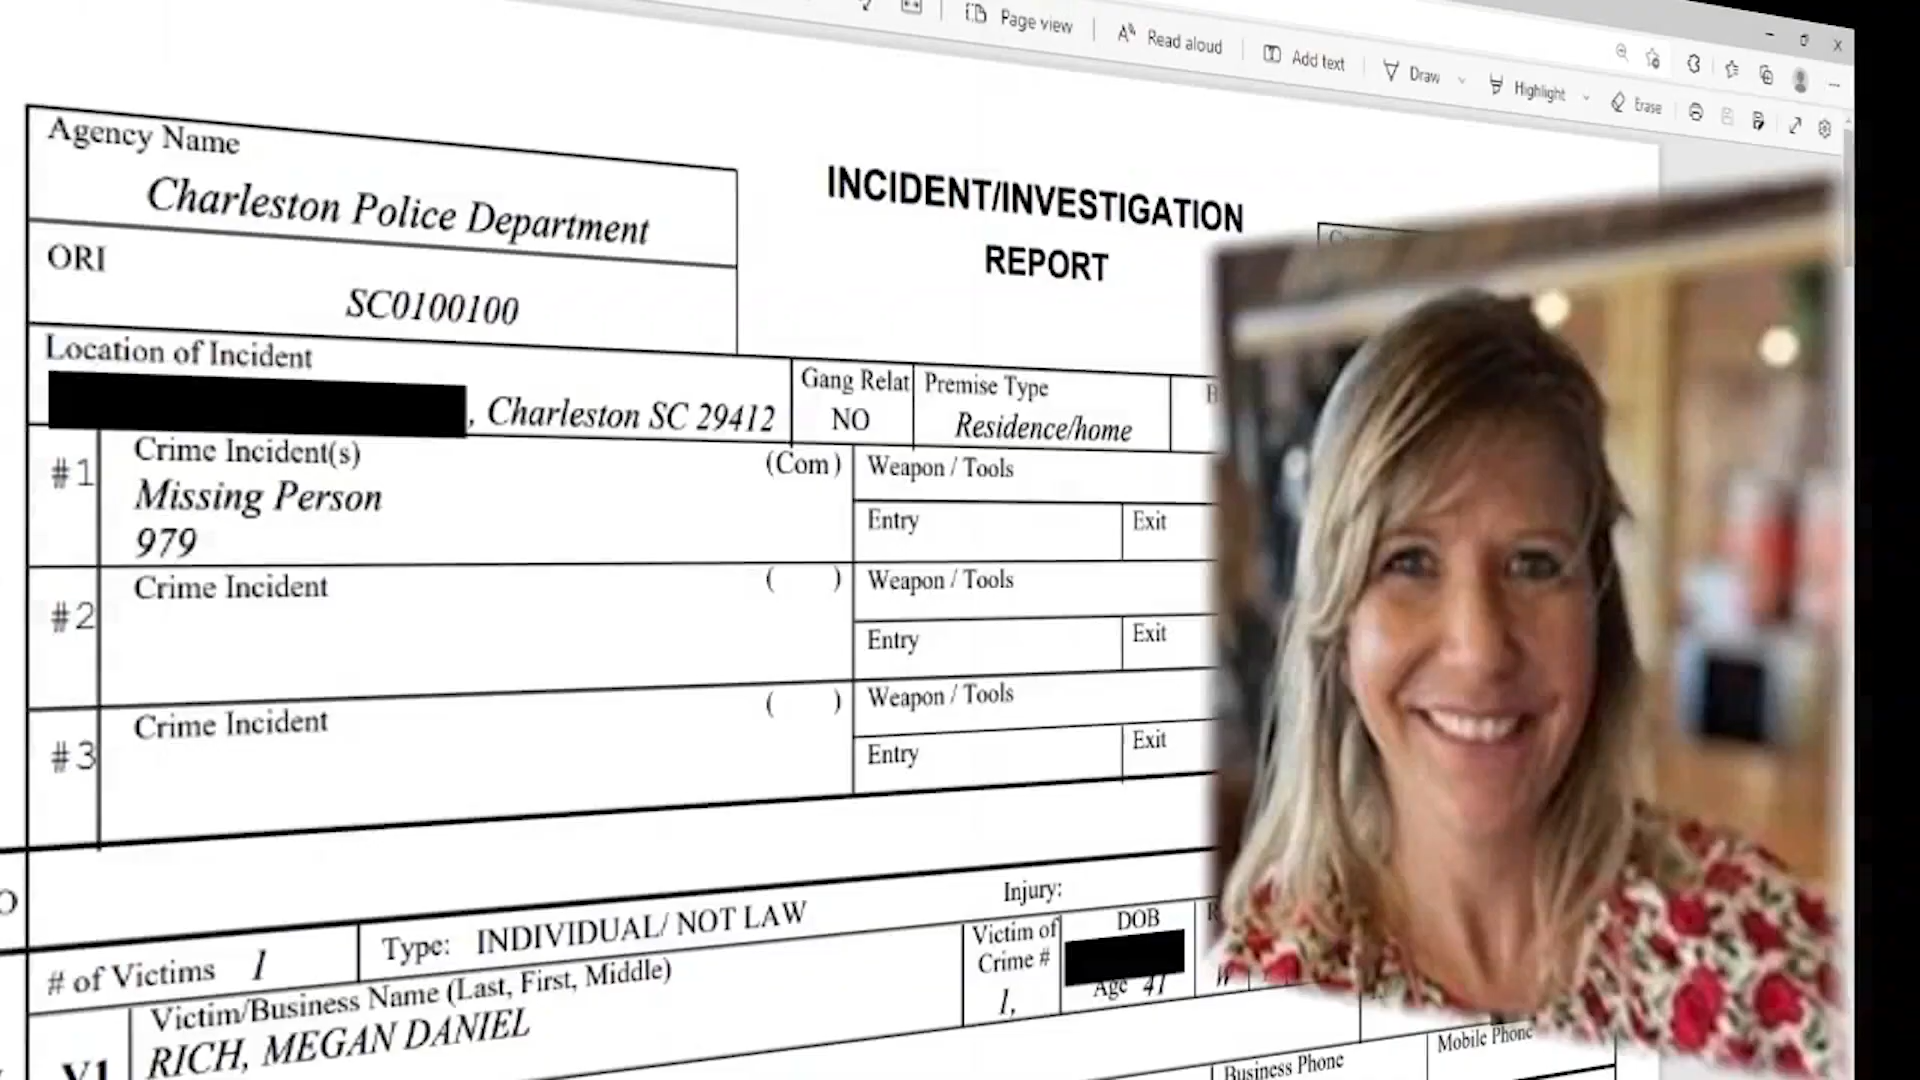 Page view
Read aloud
Add text
Draw
Highlight
Erase
Agency Name
Charleston Police Department
ORI
SC0100100
INCIDENT/INVESTIGATION
REPORT
Location of Incident
, Charleston SC 29412
Gang Relat
NO
Premise Type
Residence/home
#1
Crime Incident(s)
(Com)
Missing Person
979
Weapon / Tools
Entry
Exit
#2
Crime Incident
( )
Weapon / Tools
Entry
Exit
#3
Crime Incident
( )
Weapon / Tools
Entry
Exit
# of Victims 1
Type: INDIVIDUAL/ NOT LAW
Injury:
V1
Victim/Business Name (Last, First, Middle)
RICH, MEGAN DANIEL
Victim of
Crime #
1,
DOB
Age 41
W
Business Phone
Mobile Phone